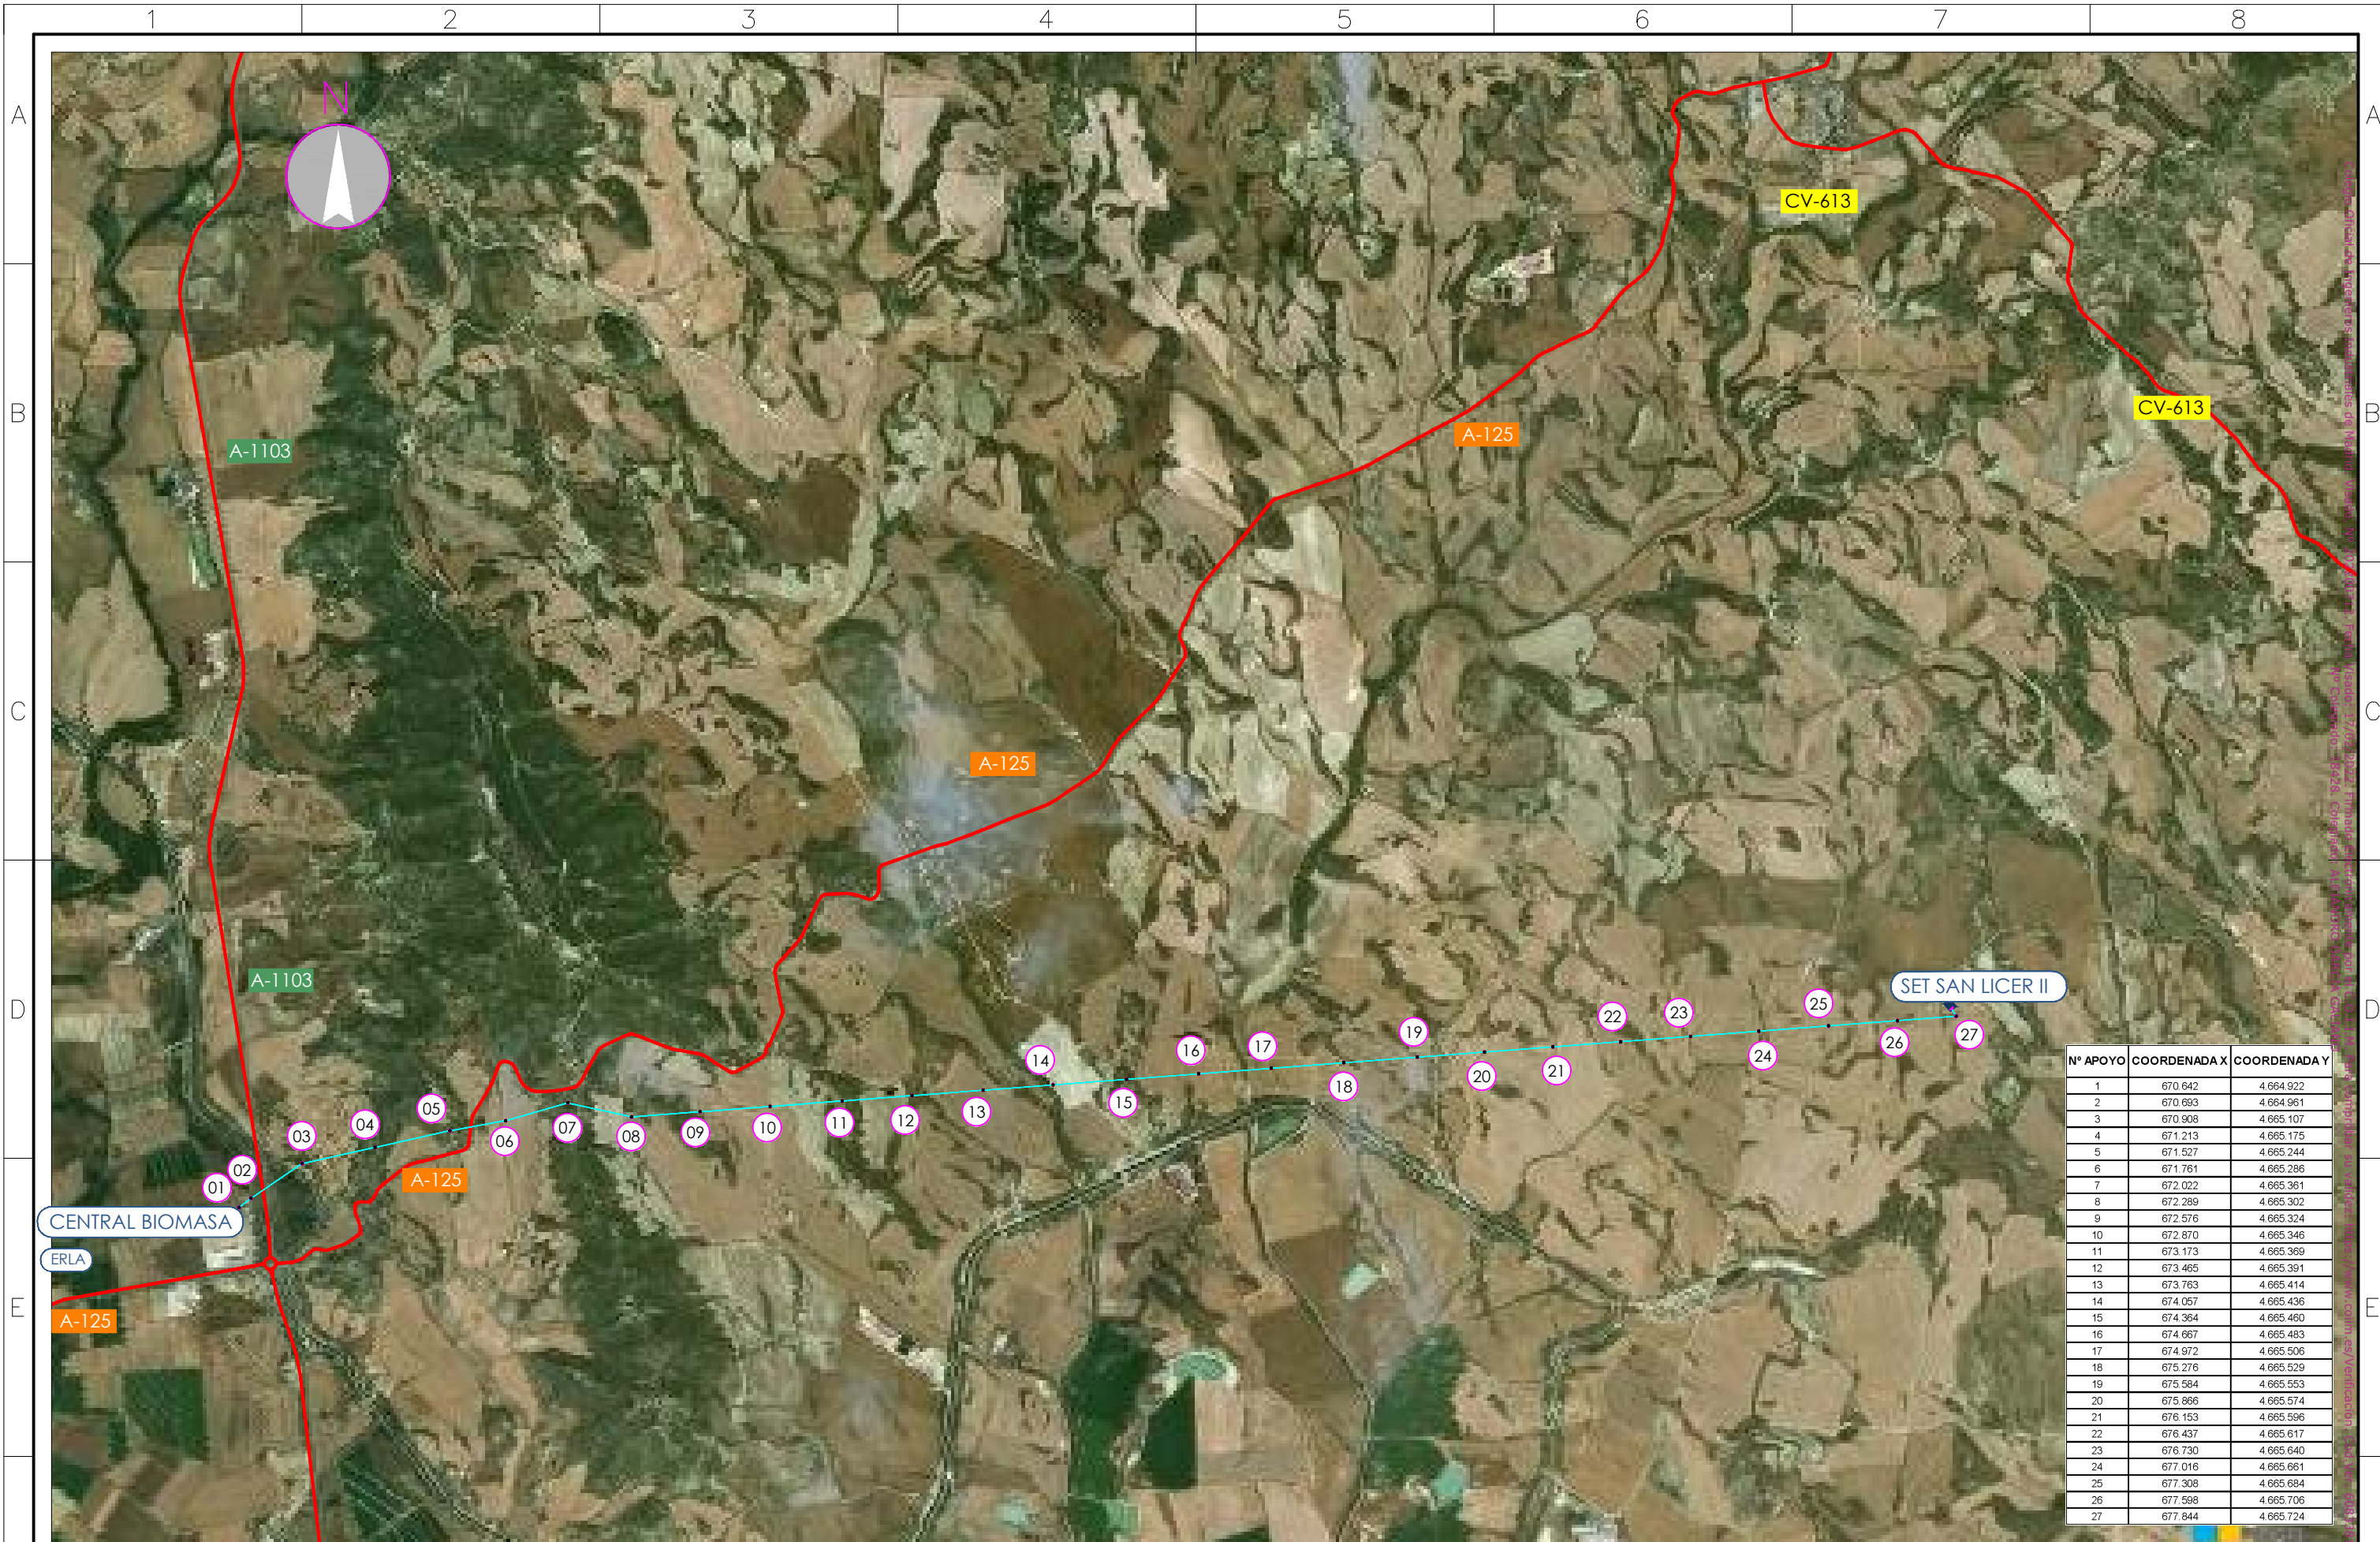 1 2 3 4 5 6 7 8
A A
N
CV-613
B B
CV-613
A-1103
A-125
C C
A-125
A-1103
SET SAN LICER II
D D
01 02 03 04 05 06 07 08 09 10 11 12 13 14 15 16 17 18 19 20 21 22 23 24 25 26 27
A-125
CENTRAL BIOMASA
ERLA
E E
A-125
Nº APOYO COORDENADA X COORDENADA Y
1 670.642 4.664.922
2 670.693 4.664.961
3 670.908 4.665.107
4 671.213 4.665.175
5 671.527 4.665.244
6 671.761 4.665.286
7 672.022 4.665.361
8 672.289 4.665.302
9 672.576 4.665.324
10 672.870 4.665.346
11 673.173 4.665.369
12 673.465 4.665.391
13 673.763 4.665.414
14 674.057 4.665.436
15 674.364 4.665.460
16 674.667 4.665.483
17 674.972 4.665.506
18 675.276 4.665.529
19 675.584 4.665.553
20 675.866 4.665.574
21 676.153 4.665.596
22 676.437 4.665.617
23 676.730 4.665.640
24 677.016 4.665.661
25 677.308 4.665.684
26 677.598 4.665.706
27 677.844 4.665.724